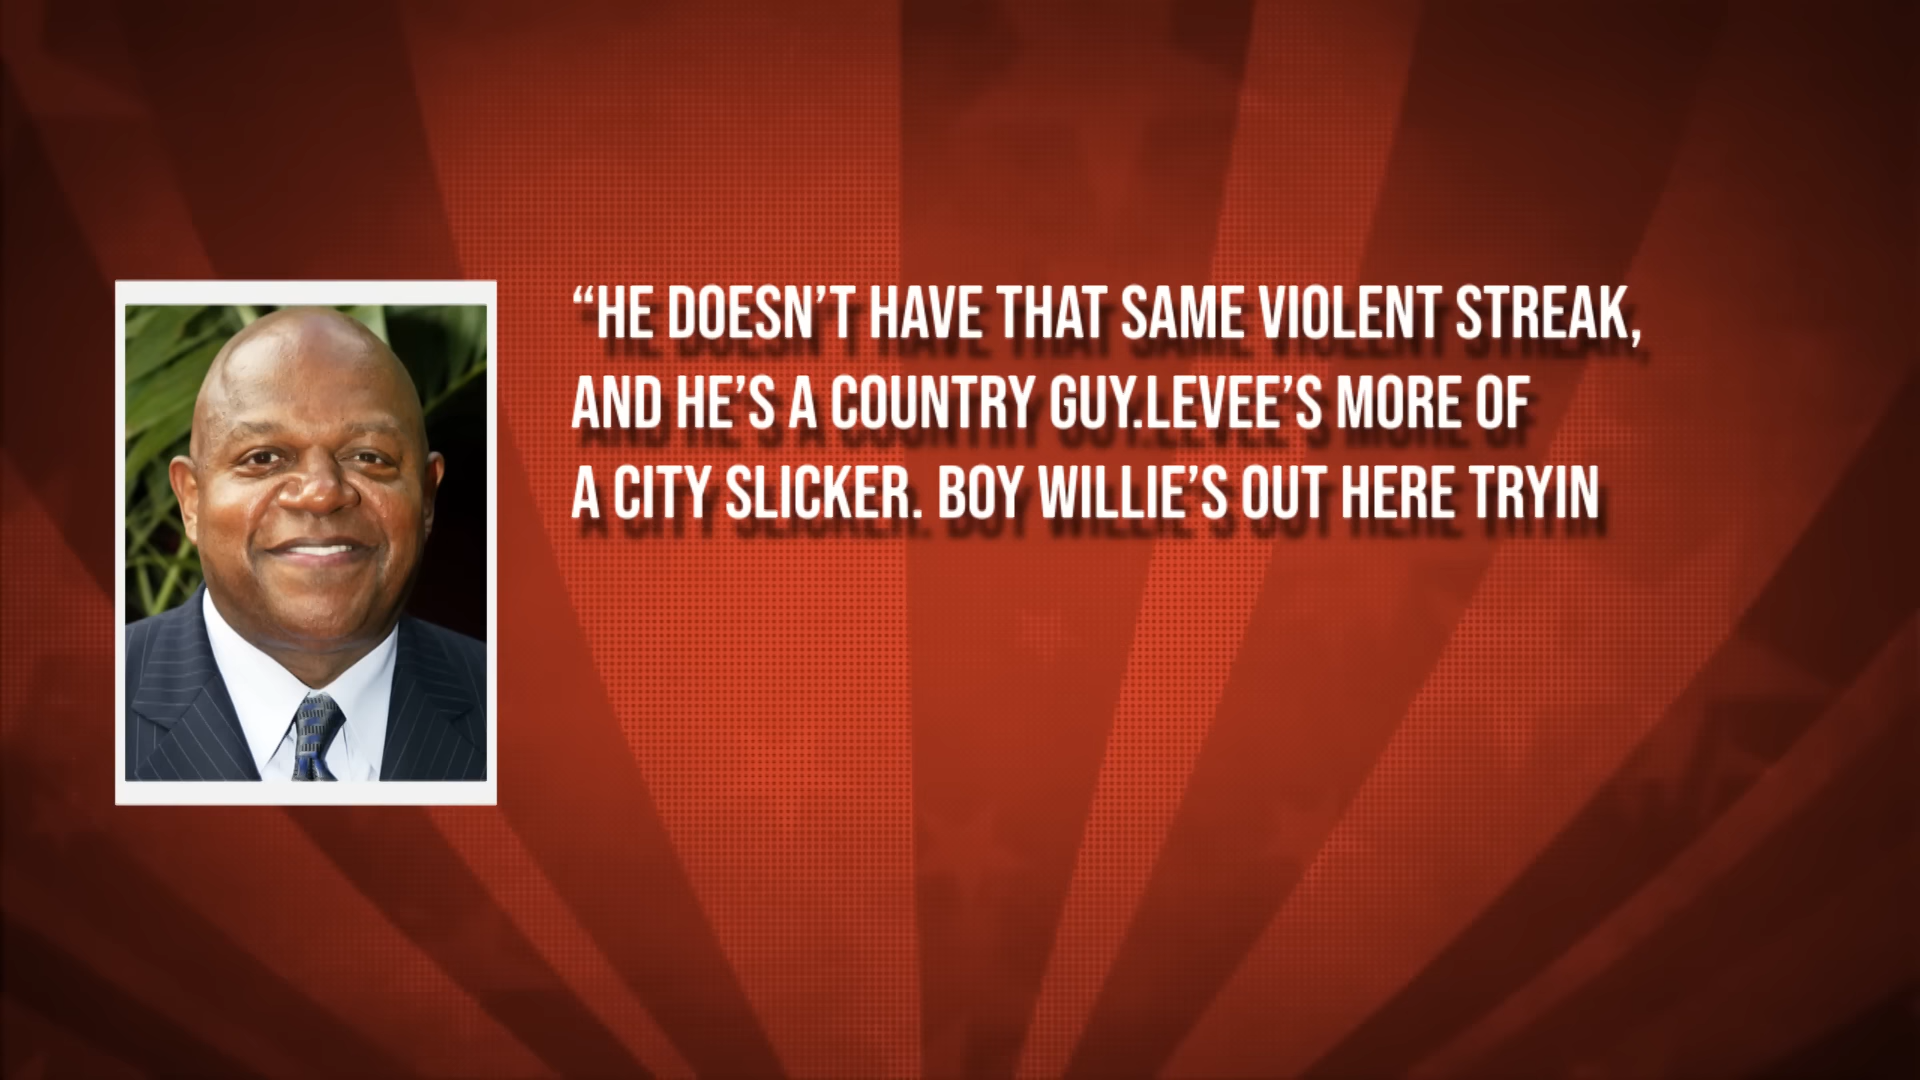 “HE DOESN’T HAVE THAT SAME VIOLENT STREAK,
AND HE’S A COUNTRY GUY.LEVEE’S MORE OF
A CITY SLICKER. BOY WILLIE’S OUT HERE TRYIN